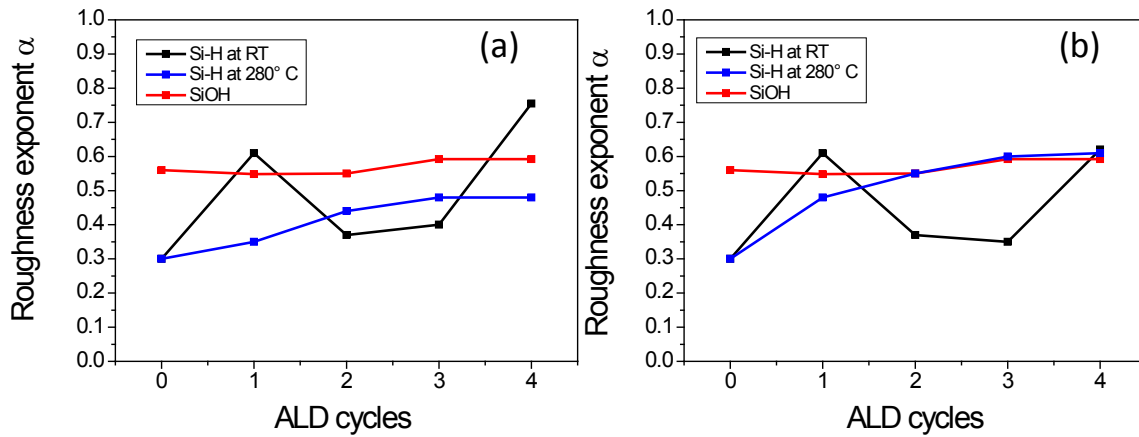 (a)
Si-H at RT
Si-H at 280° C
SiOH
Roughness exponent α
1.0
0.9
0.8
0.7
0.6
0.5
0.4
0.3
0.2
0.1
0.0
0 1 2 3 4
ALD cycles
(b)
Si-H at RT
Si-H at 280° C
SiOH
Roughness exponent α
1.0
0.9
0.8
0.7
0.6
0.5
0.4
0.3
0.2
0.1
0.0
0 1 2 3 4
ALD cycles